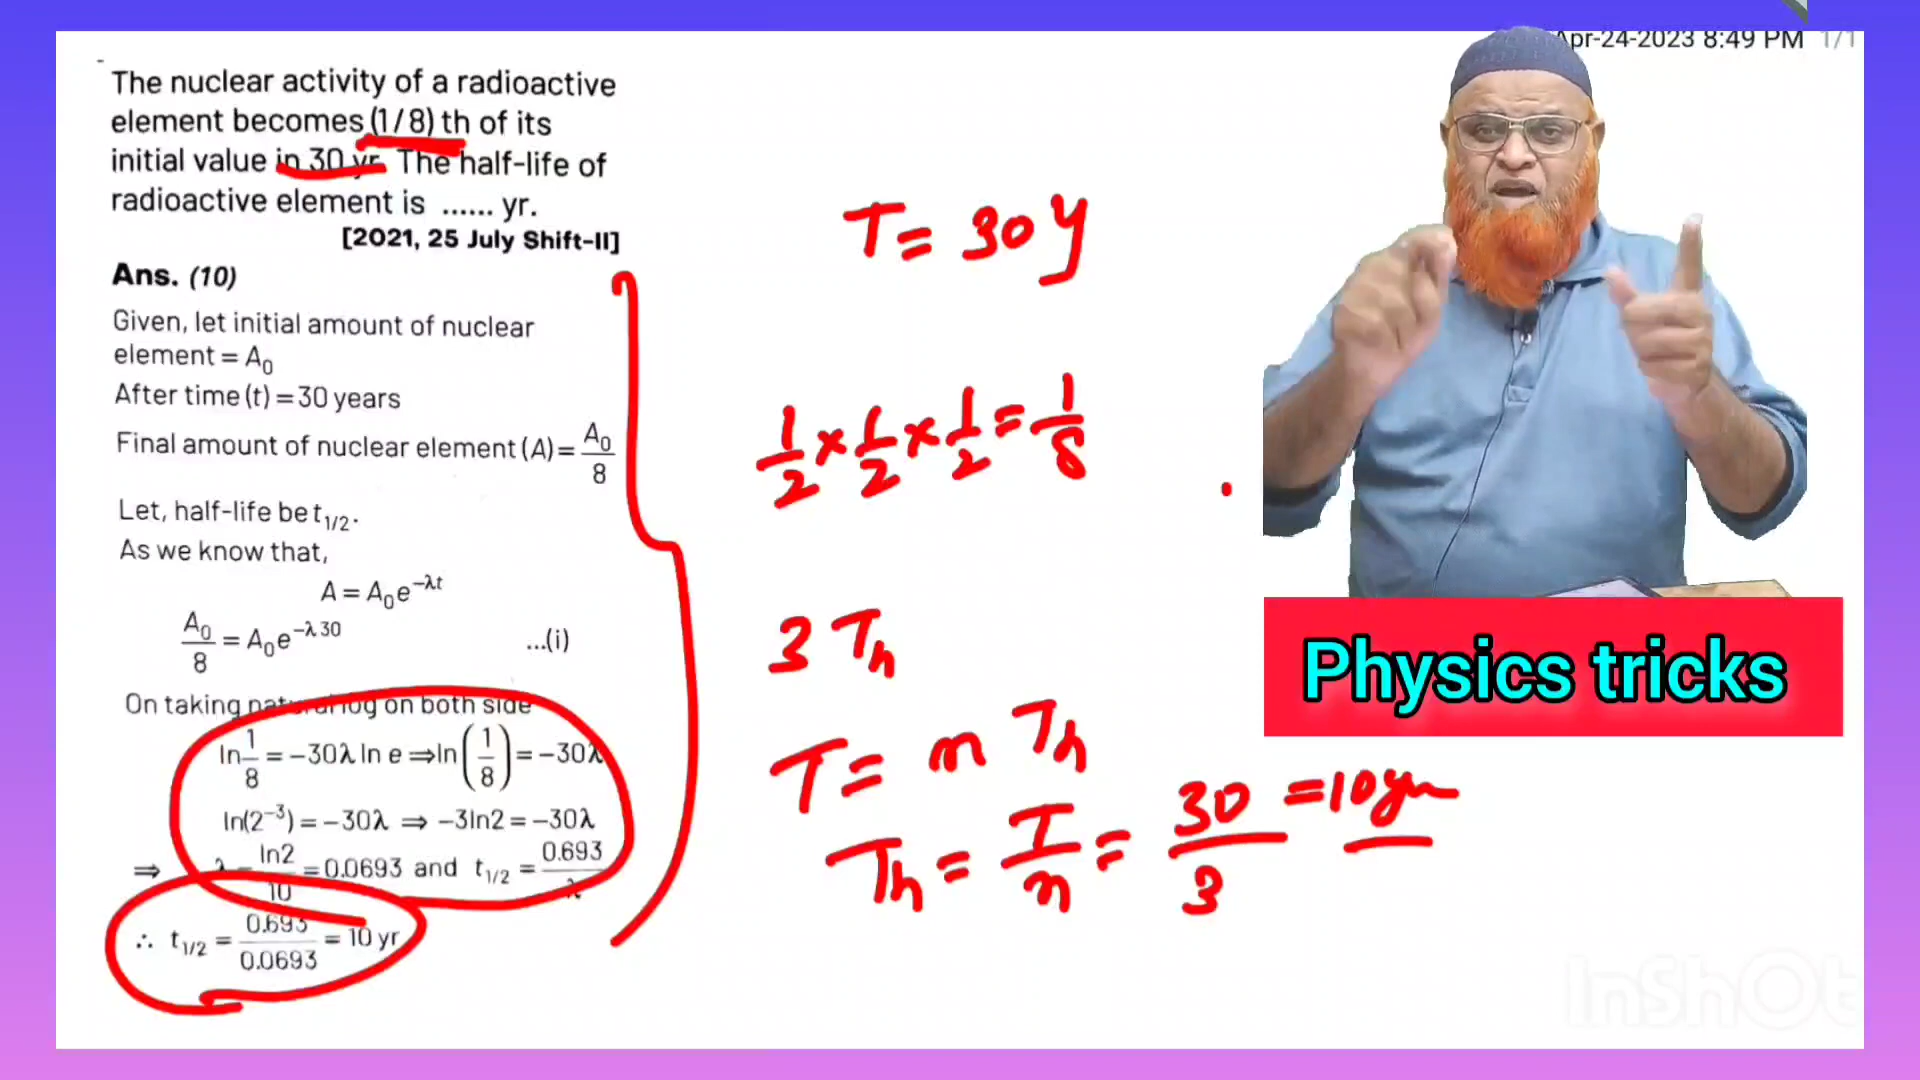 Apr-24-2023 8:49 PM 1/1
The nuclear activity of a radioactive
element becomes (1/8) th of its
initial value in 30 yr. The half-life of
radioactive element is ...... yr.
[2021, 25 July Shift-II]
Ans. (10)
Given, let initial amount of nuclear
element = A₀
After time (t) = 30 years
Final amount of nuclear element (A) = A₀/8
Let, half-life be t₁/₂.
As we know that,
A = A₀e^(-λt)
A₀/8 = A₀e^(-λ30) ...(i)
On taking natural log on both side
ln 1/8 = -30λ ln e ⇒ ln(1/8) = -30λ
ln(2⁻³) = -30λ ⇒ -3ln2 = -30λ
⇒ λ = ln2/10 = 0.0693 and t₁/₂ = 0.693/λ
∴ t₁/₂ = 0.693/0.0693 = 10 yr
T = 30y
1/2 × 1/2 × 1/2 = 1/8
3 Th
T = n Th
Th = T/n = 30/3 = 10 yr
Physics tricks
InShOt